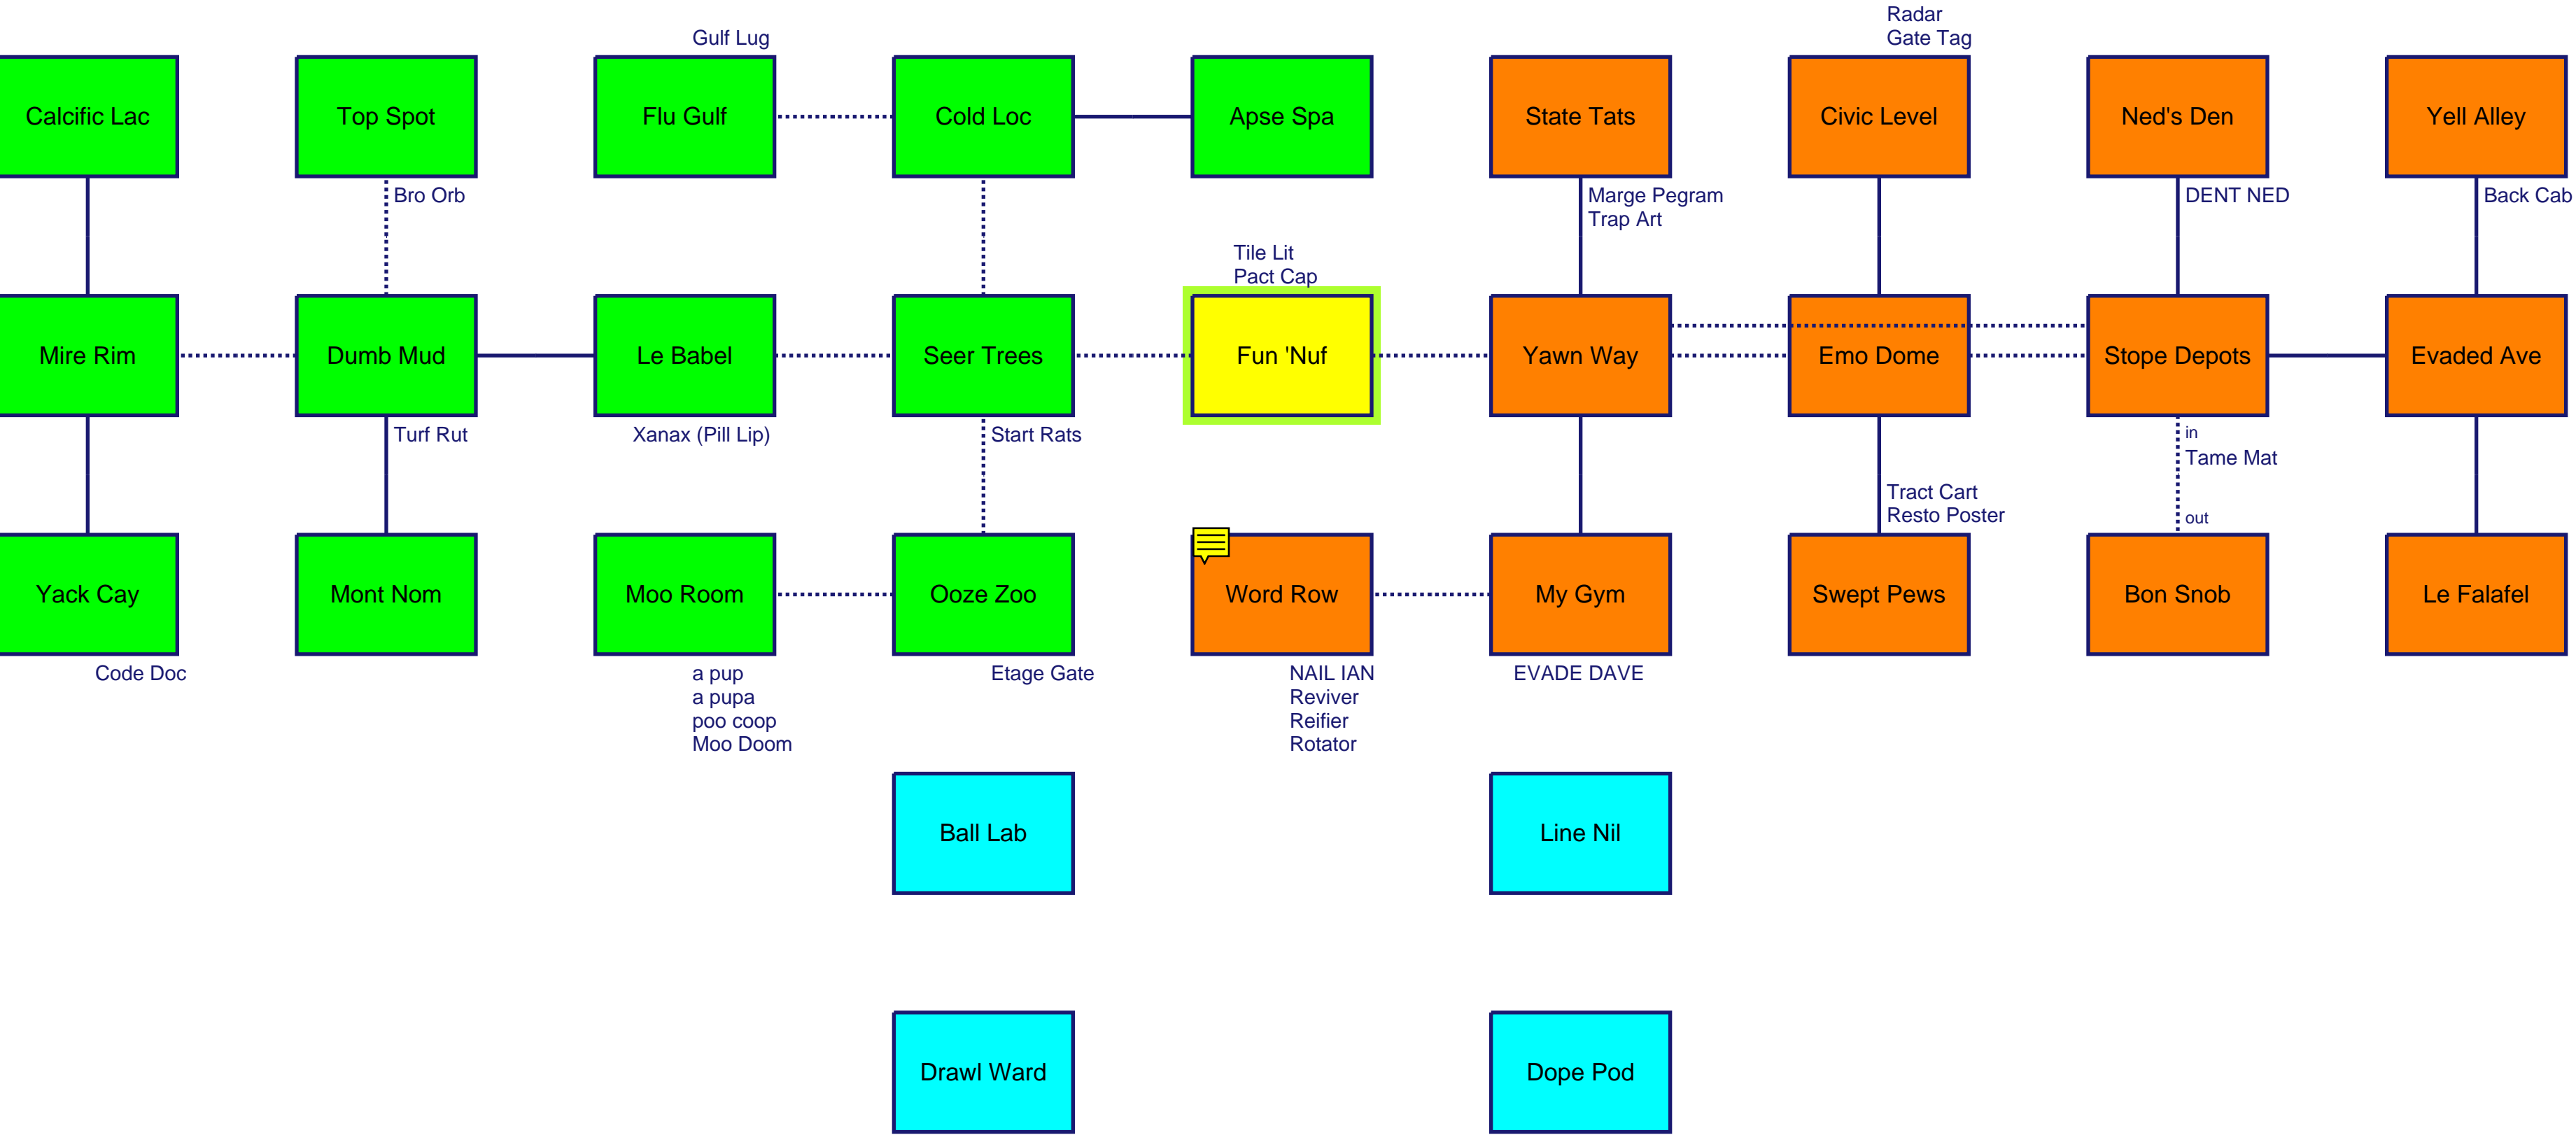 Radar
Gulf Lug
Gate Tag
Calcific Lac
Top Spot
Flu Gulf
Cold Loc
Apse Spa
State Tats
Civic Level
Ned's Den
Yell Alley
Bro Orb
Marge Pegram
Trap Art
DENT NED
Back Cab
Tile Lit
Pact Cap
Mire Rim
Dumb Mud
Le Babel
Seer Trees
Fun 'Nuf
Yawn Way
Emo Dome
Stope Depots
Evaded Ave
Turf Rut
Xanax (Pill Lip)
Start Rats
in
Tame Mat
Tract Cart
Resto Poster
out
Yack Cay
Mont Nom
Moo Room
Ooze Zoo
Word Row
My Gym
Swept Pews
Bon Snob
Le Falafel
Code Doc
a pup
a pupa
poo coop
Moo Doom
Etage Gate
NAIL IAN
Reviver
Reifier
Rotator
EVADE DAVE
Ball Lab
Line Nil
Drawl Ward
Dope Pod